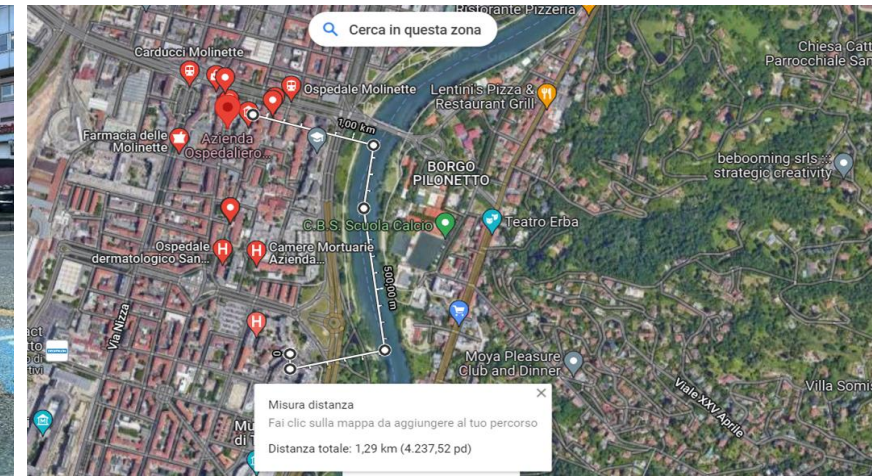 Ristorante Pizzeria
Cerca in questa zona
Chiesa Catt
Parrocchiale San
Carducci Molinette
Ospedale Molinette
Lentini's Pizza &
Restaurant Grill
1,00 km
Farmacia delle
Molinette
Azienda
Ospedaliero...
BORGO
PILONETTO
bebooming srls :::
strategic creativity
C.B.S. Scuola Calcio
Teatro Erba
Ospedale
dermatologico San...
Camere Mortuarie
Azienda...
500,00 m
Via Nizza
0
Moya Pleasure
Club and Dinner
Viale XXV Aprile
Villa Somis
Misura distanza
Fai clic sulla mappa da aggiungere al tuo percorso
Distanza totale: 1,29 km (4.237,52 pd)
Mu
di T